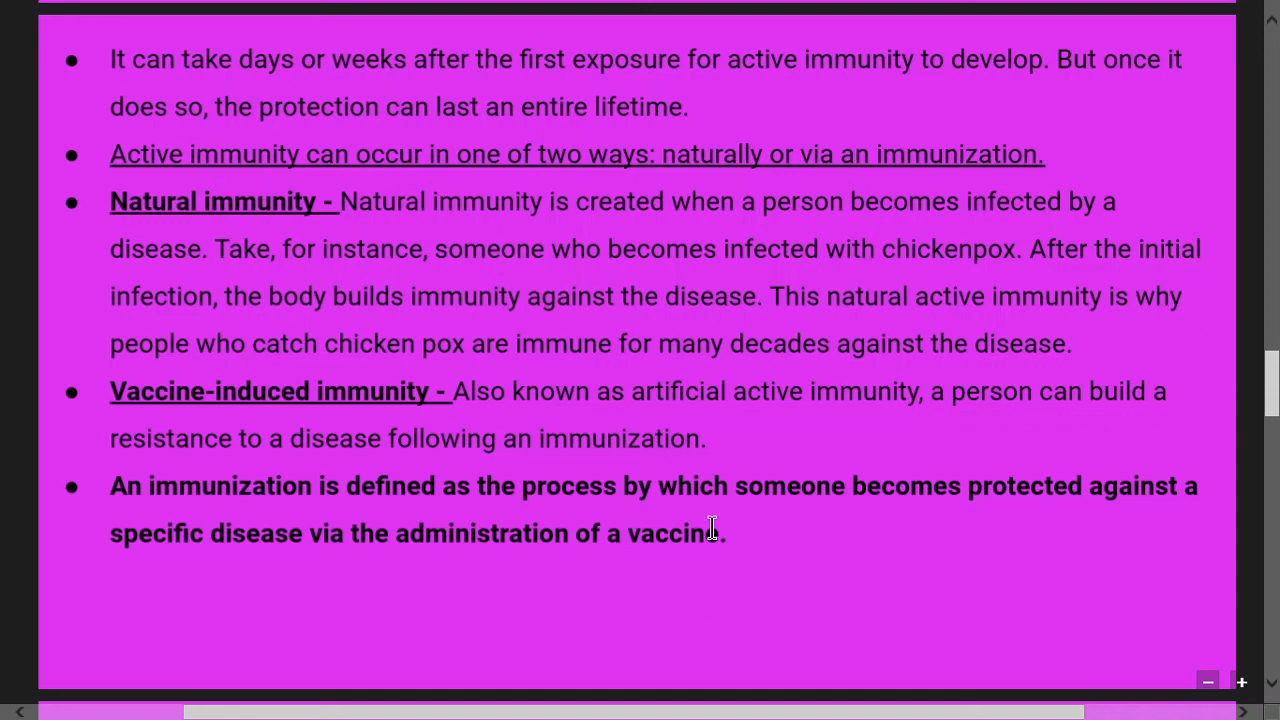 ● It can take days or weeks after the first exposure for active immunity to develop. But once it
does so, the protection can last an entire lifetime.
● Active immunity can occur in one of two ways: naturally or via an immunization.
● Natural immunity - Natural immunity is created when a person becomes infected by a
disease. Take, for instance, someone who becomes infected with chickenpox. After the initial
infection, the body builds immunity against the disease. This natural active immunity is why
people who catch chicken pox are immune for many decades against the disease.
● Vaccine-induced immunity - Also known as artificial active immunity, a person can build a
resistance to a disease following an immunization.
● An immunization is defined as the process by which someone becomes protected against a
specific disease via the administration of a vaccine.